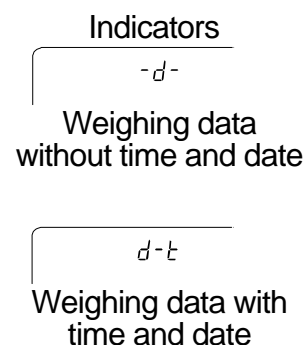 Indicators
-d-
Weighing data
without time and date
d-t
Weighing data with
time and date